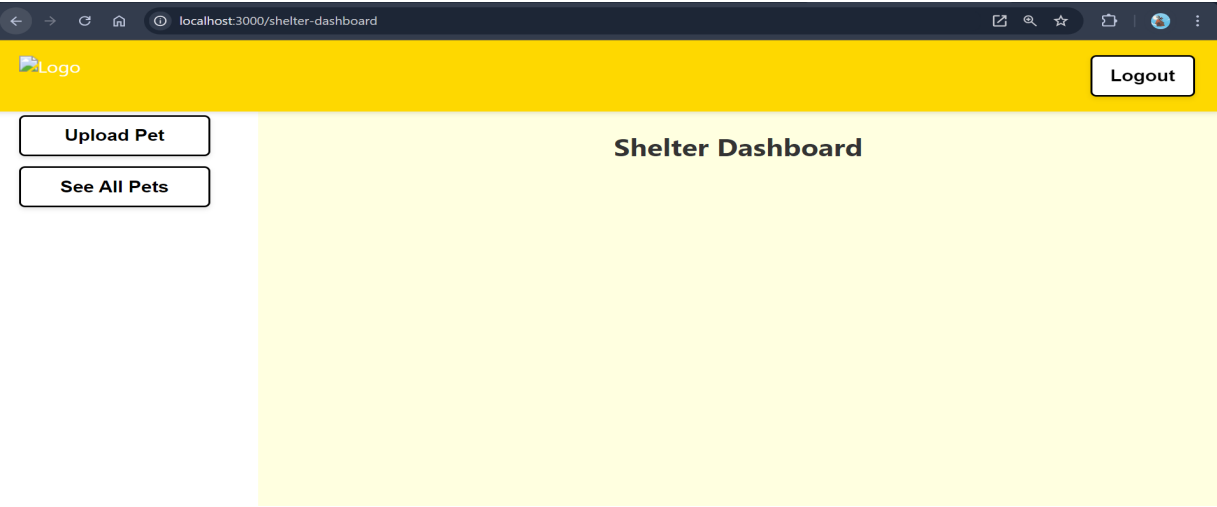 localhost:3000/shelter-dashboard
Logo
Logout
Upload Pet
Shelter Dashboard
See All Pets